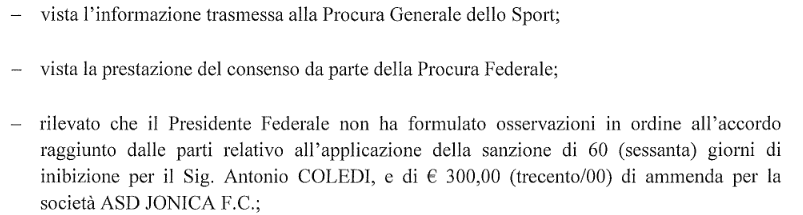 – vista l’informazione trasmessa alla Procura Generale dello Sport;
– vista la prestazione del consenso da parte della Procura Federale;
– rilevato che il Presidente Federale non ha formulato osservazioni in ordine all’accordo
raggiunto dalle parti relativo all’applicazione della sanzione di 60 (sessanta) giorni di
inibizione per il Sig. Antonio COLEDI, e di € 300,00 (trecento/00) di ammenda per la
società ASD JONICA F.C.;